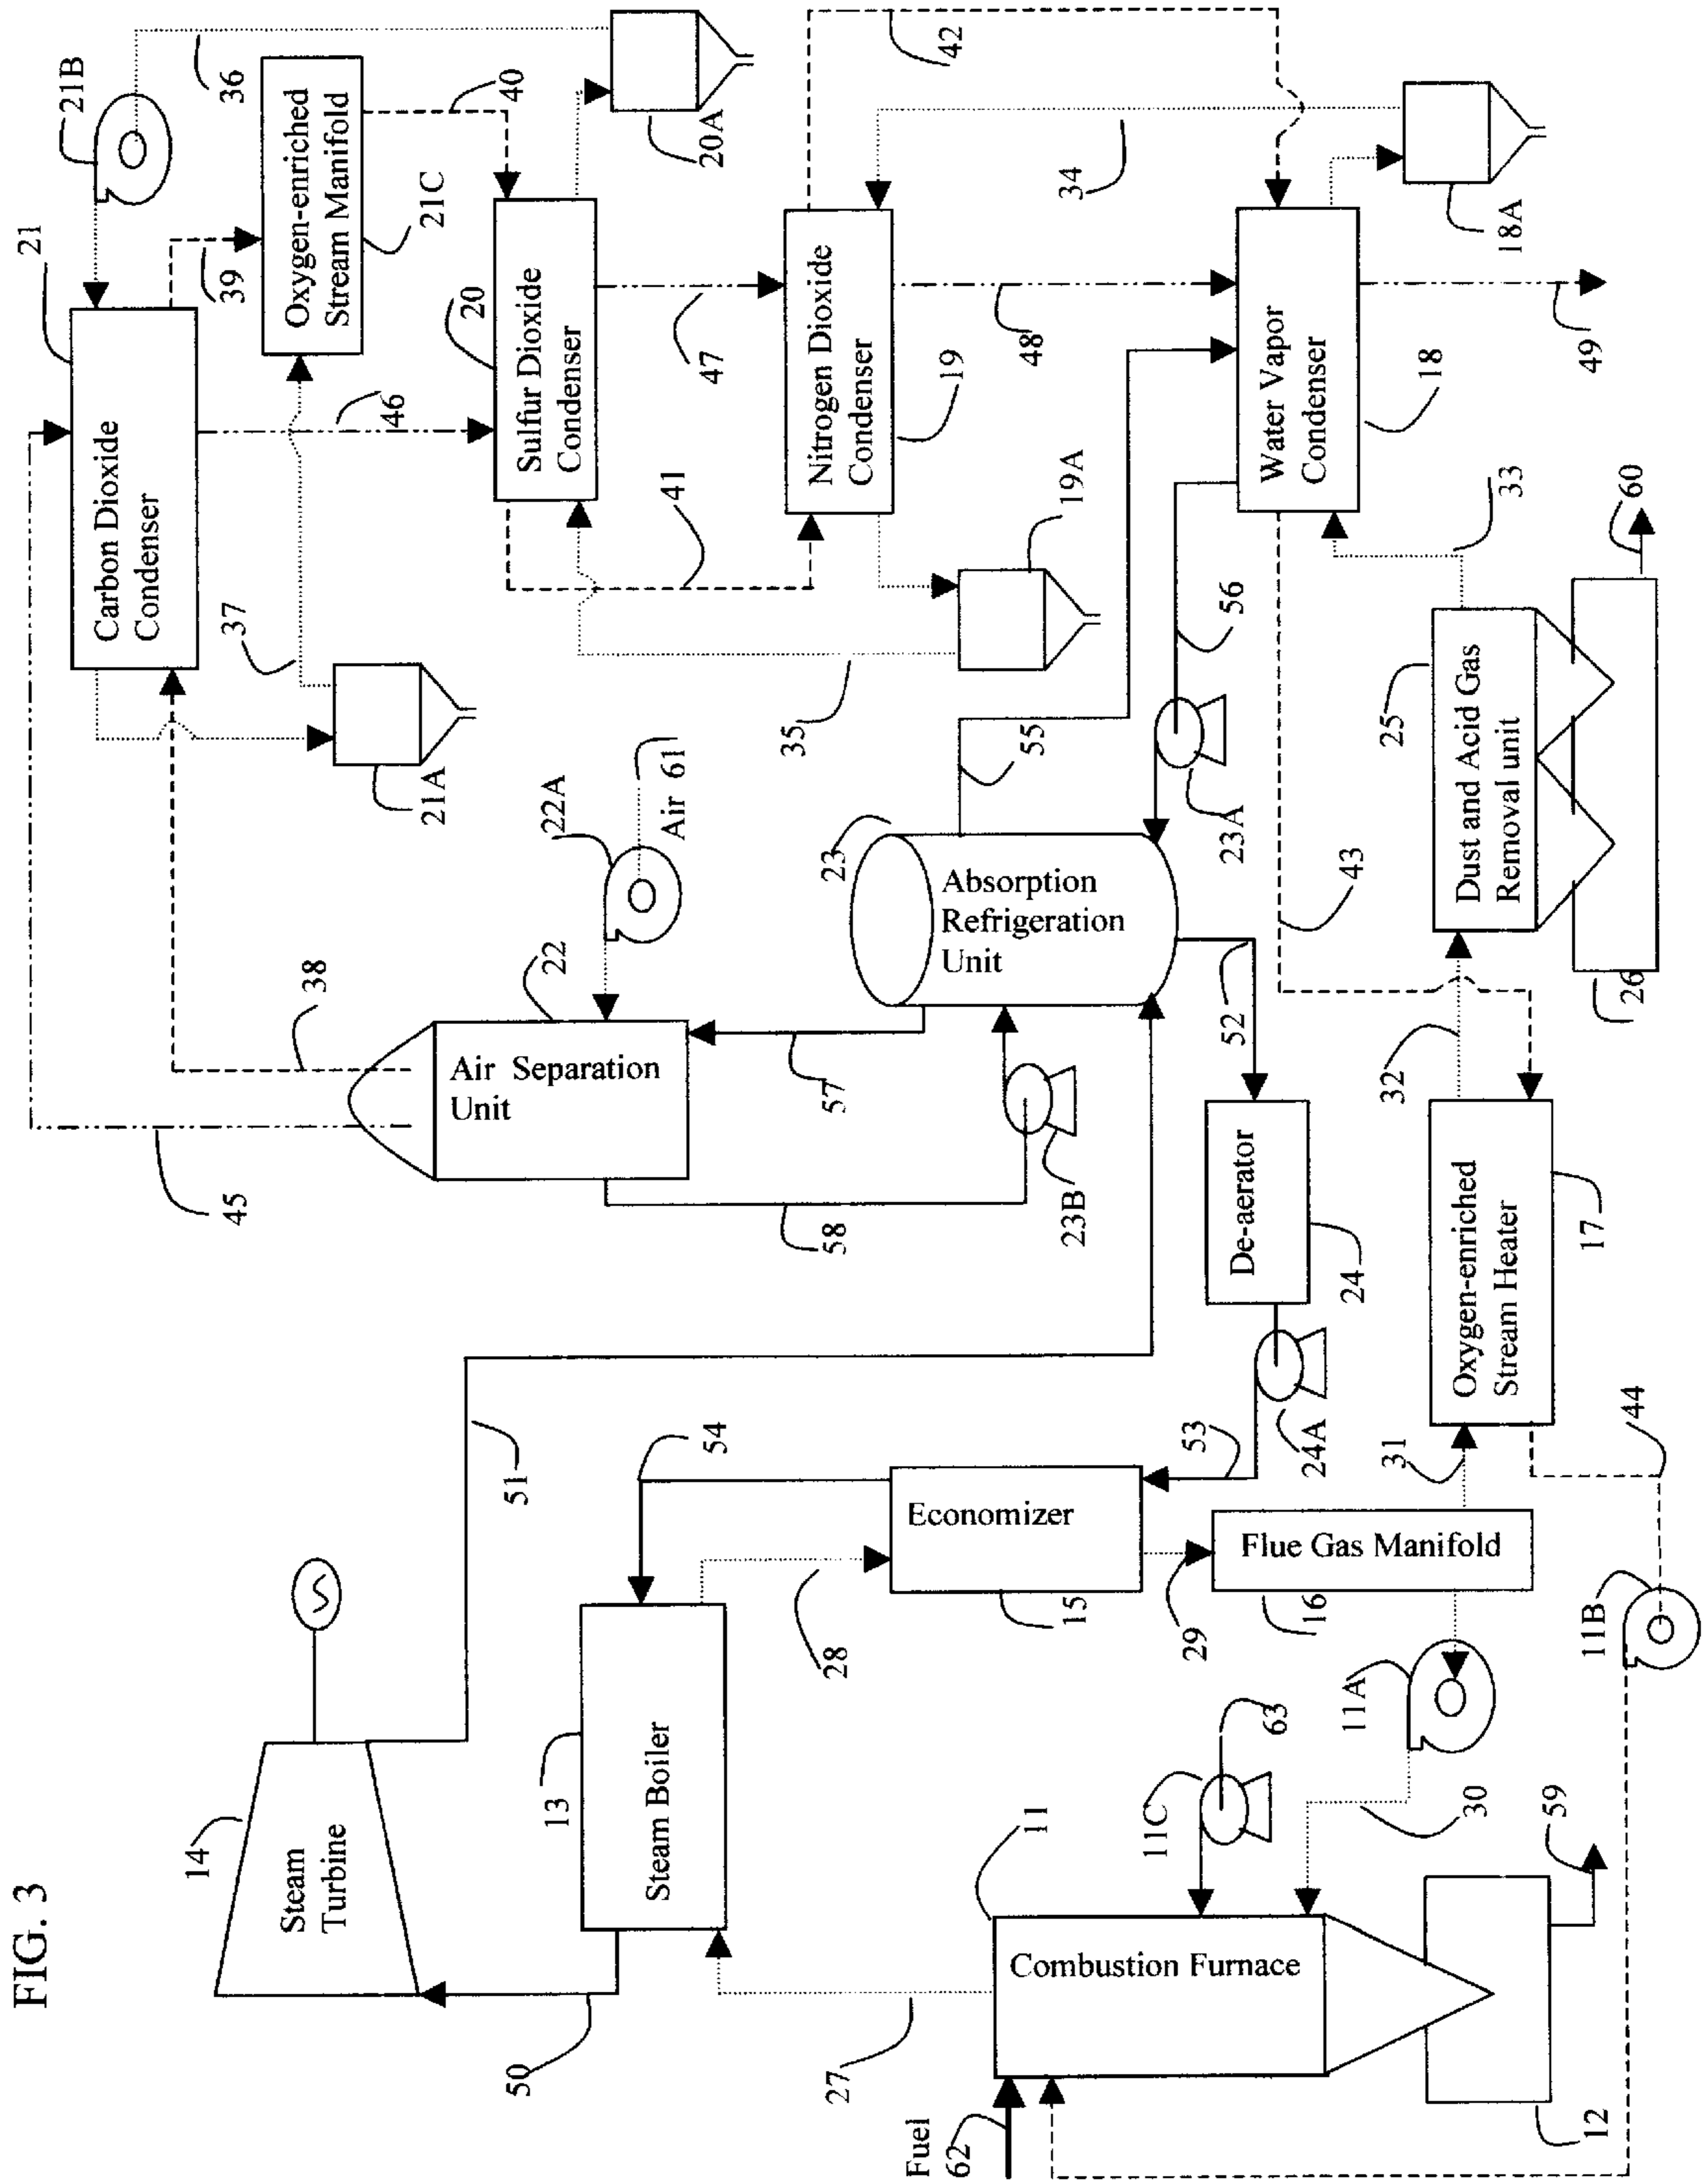 FIG. 3
21
21B
Carbon Dioxide
Condenser
14
45
37
39
36
Steam
Turbine
Oxygen-enriched
Stream Manifold
38
46
21A
21C
Air Separation
Unit
20
40
50
51
Sulfur Dioxide
Condenser
13
22
22A
Steam Boiler
54
Air 61
41
47
20A
35
27
28
58
57
23
Nitrogen Dioxide
Condenser
Fuel
62
Economizer
Absorption
Refrigeration
Unit
19
42
Combustion Furnace
11
15
23B
55
48
19A
34
11C
29
53
52
23A
56
De-aerator
Water Vapor
Condenser
63
Flue Gas Manifold
16
24A
24
43
11A
31
32
25
18
30
Oxygen-enriched
Stream Heater
Dust and Acid Gas
Removal unit
33
18A
59
12
11B
17
44
26
60
49